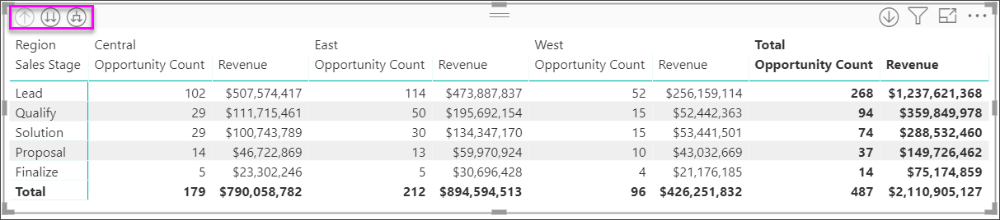 Region Central East West Total
Sales Stage Opportunity Count Revenue Opportunity Count Revenue Opportunity Count Revenue Opportunity Count Revenue
Lead 102 $507,574,417 114 $473,887,837 52 $256,159,114 268 $1,237,621,368
Qualify 29 $111,715,461 50 $195,692,154 15 $52,442,363 94 $359,849,978
Solution 29 $100,743,789 30 $134,347,170 15 $53,441,501 74 $288,532,460
Proposal 14 $46,722,869 13 $59,970,924 10 $43,032,669 37 $149,726,462
Finalize 5 $23,302,246 5 $30,696,428 4 $21,176,185 14 $75,174,859
Total 179 $790,058,782 212 $894,594,513 96 $426,251,832 487 $2,110,905,127